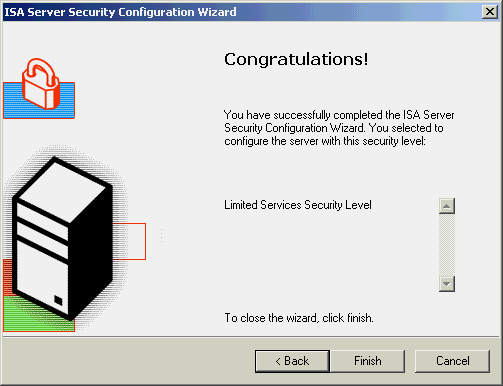 ISA Server Security Configuration Wizard
Congratulations!
You have successfully completed the ISA Server
Security Configuration Wizard. You selected to
configure the server with this security level:
Limited Services Security Level
To close the wizard, click finish.
< Back
Finish
Cancel